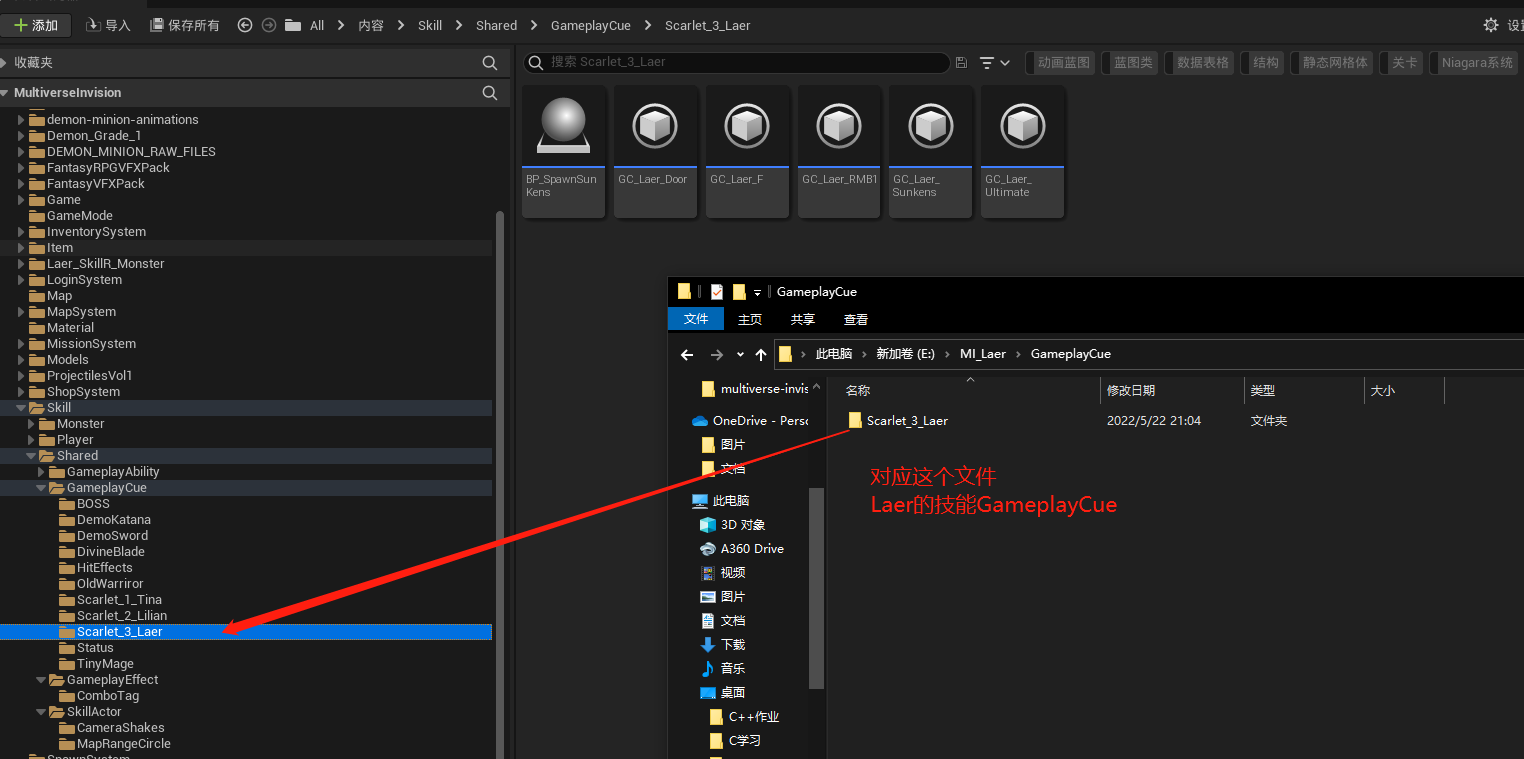 添加
导入
保存所有
All
内容
Skill
Shared
GameplayCue
Scarlet_3_Laer
收藏夹
MultiverseInvision
demon-minion-animations
Demon_Grade_1
DEMON_MINION_RAW_FILES
FantasyRPGVFXPack
FantasyVFXPack
Game
GameMode
InventorySystem
Item
Laer_SkillR_Monster
LoginSystem
Map
MapSystem
Material
MissionSystem
Models
ProjectilesVol1
ShopSystem
Skill
Monster
Player
Shared
GameplayAbility
GameplayCue
BOSS
DemoKatana
DemoSword
DivineBlade
HitEffects
OldWarriror
Scarlet_1_Tina
Scarlet_2_Lilian
Scarlet_3_Laer
Status
TinyMage
GameplayEffect
ComboTag
SkillActor
CameraShakes
MapRangeCircle
搜索 Scarlet_3_Laer
动画蓝图
蓝图类
数据表格
结构
静态网格体
关卡
Niagara系统
BP_SpawnSun
Kens
GC_Laer_Door
GC_Laer_F
GC_Laer_RMB1
GC_Laer_
Sunkens
GC_Laer_
Ultimate
GameplayCue
文件
主页
共享
查看
此电脑
新加卷 (E:)
MI_Laer
GameplayCue
multiverse-invis
OneDrive - Perso
图片
文档
此电脑
3D 对象
A360 Drive
视频
图片
文档
下载
音乐
桌面
C++作业
C学习
名称
修改日期
类型
大小
Scarlet_3_Laer
2022/5/22 21:04
文件夹
对应这个文件
Laer的技能GameplayCue